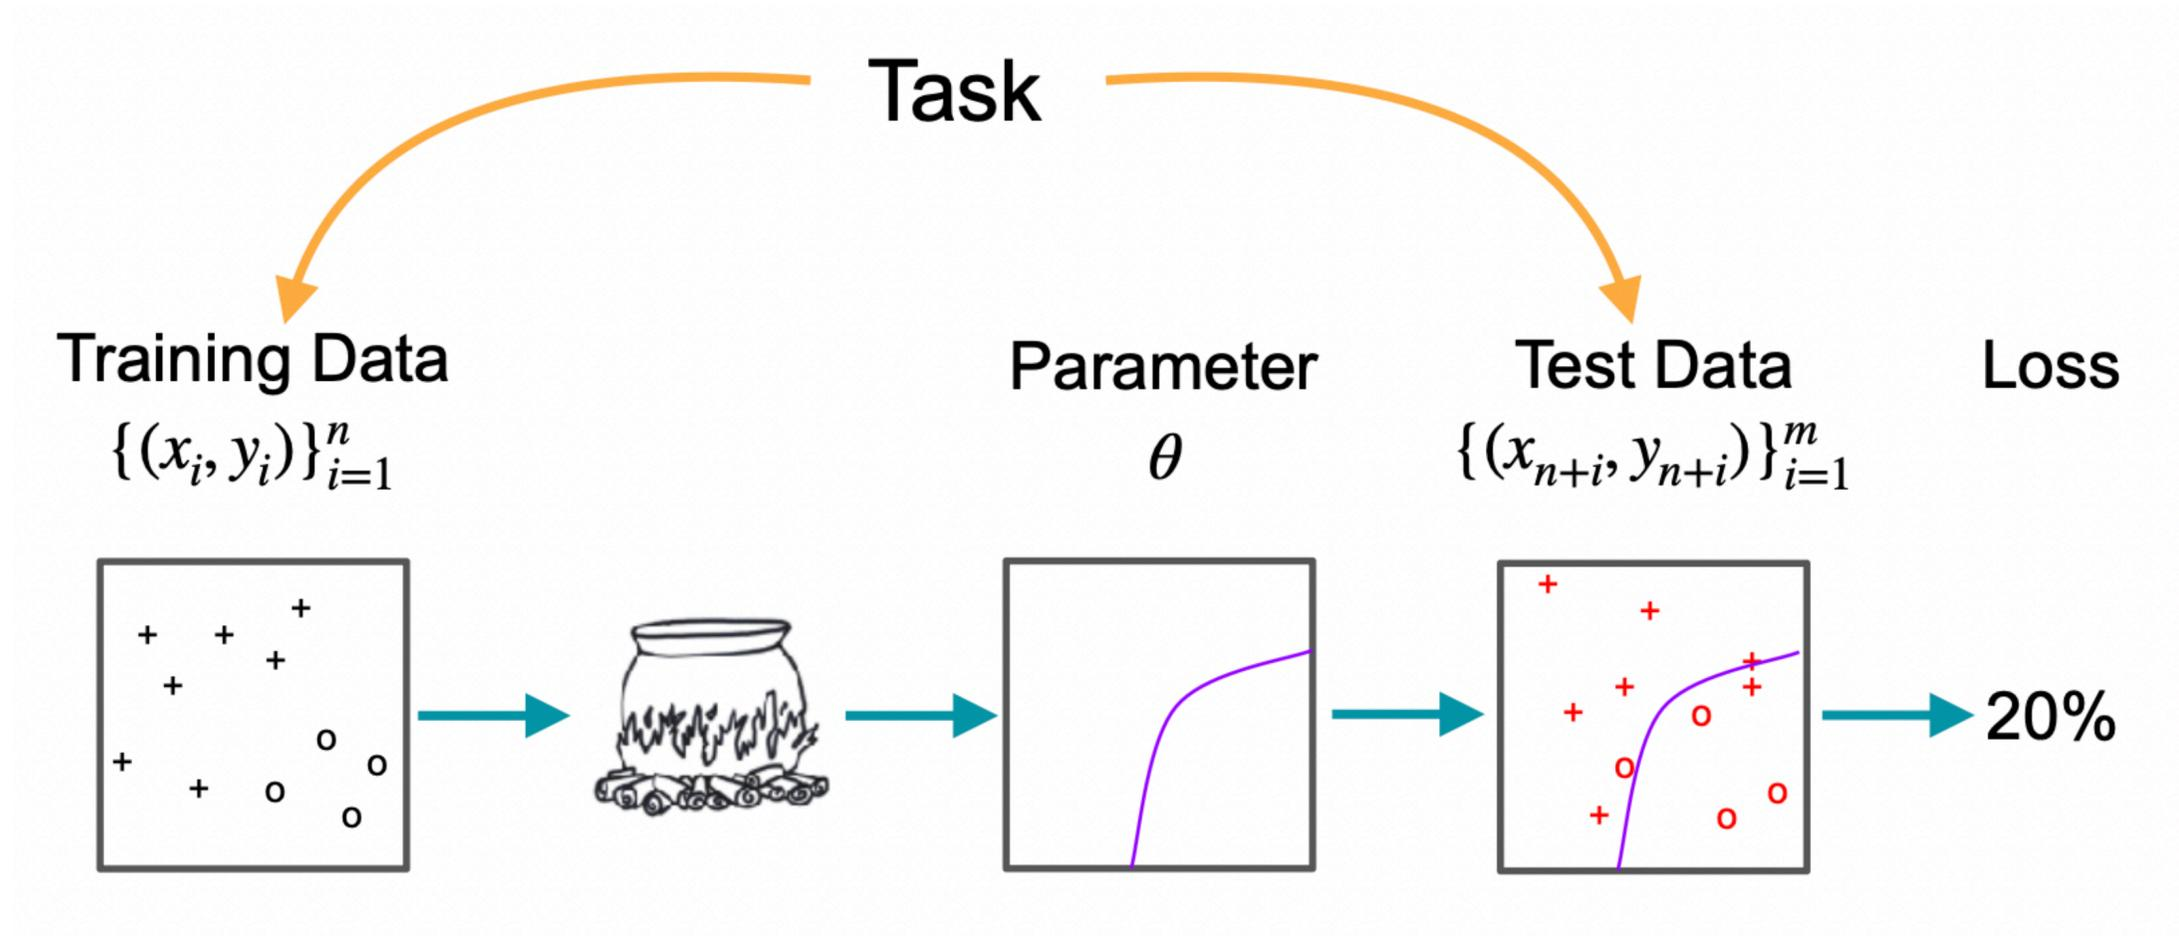 Task
Training Data
Parameter
Test Data
Loss
{(x_i, y_i)}_{i=1}^n
θ
{(x_{n+i}, y_{n+i})}_{i=1}^m
20%